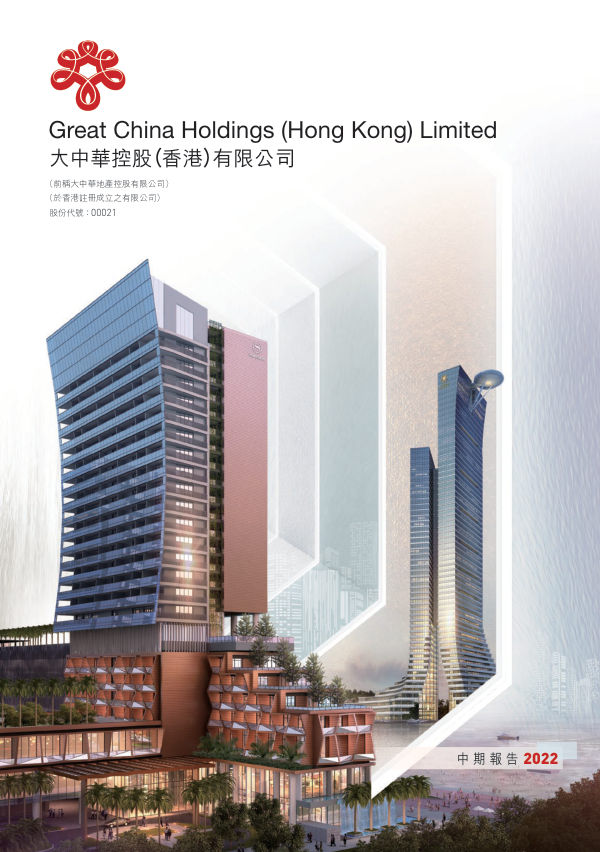 Great China Holdings (Hong Kong) Limited
大中華控股(香港)有限公司
(前稱大中華地產控股有限公司)
(於香港註冊成立之有限公司)
股份代號：00021
中期報告 2022